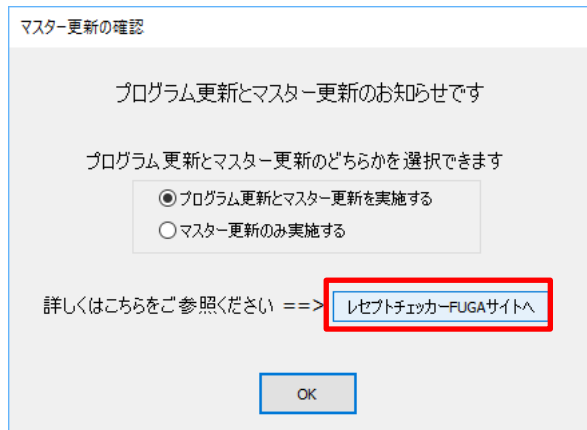 マスター更新の確認
プログラム更新とマスター更新のお知らせです
プログラム更新とマスター更新のどちらかを選択できます
プログラム更新とマスター更新を実施する
マスター更新のみ実施する
詳しくはこちらをご参照ください ==> レセプトチェッカーFUGAサイトへ
OK